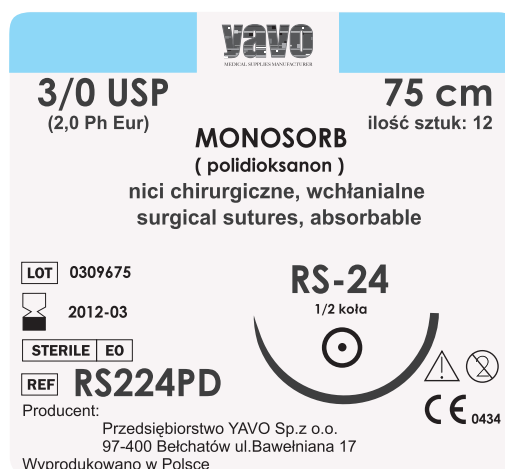 yavo
MEDICAL SUPPLIES MANUFACTURER
3/0 USP
75 cm
(2,0 Ph Eur)
ilość sztuk: 12
MONOSORB
( polidioksanon )
nici chirurgiczne, wchłanialne
surgical sutures, absorbable
LOT 0309675
RS-24
1/2 koła
2012-03
STERILE EO
REF RS224PD
2
CE 0434
Producent:
Przedsiębiorstwo YAVO Sp.z o.o.
97-400 Bełchatów ul.Bawełniana 17
Wyprodukowano w Polsce